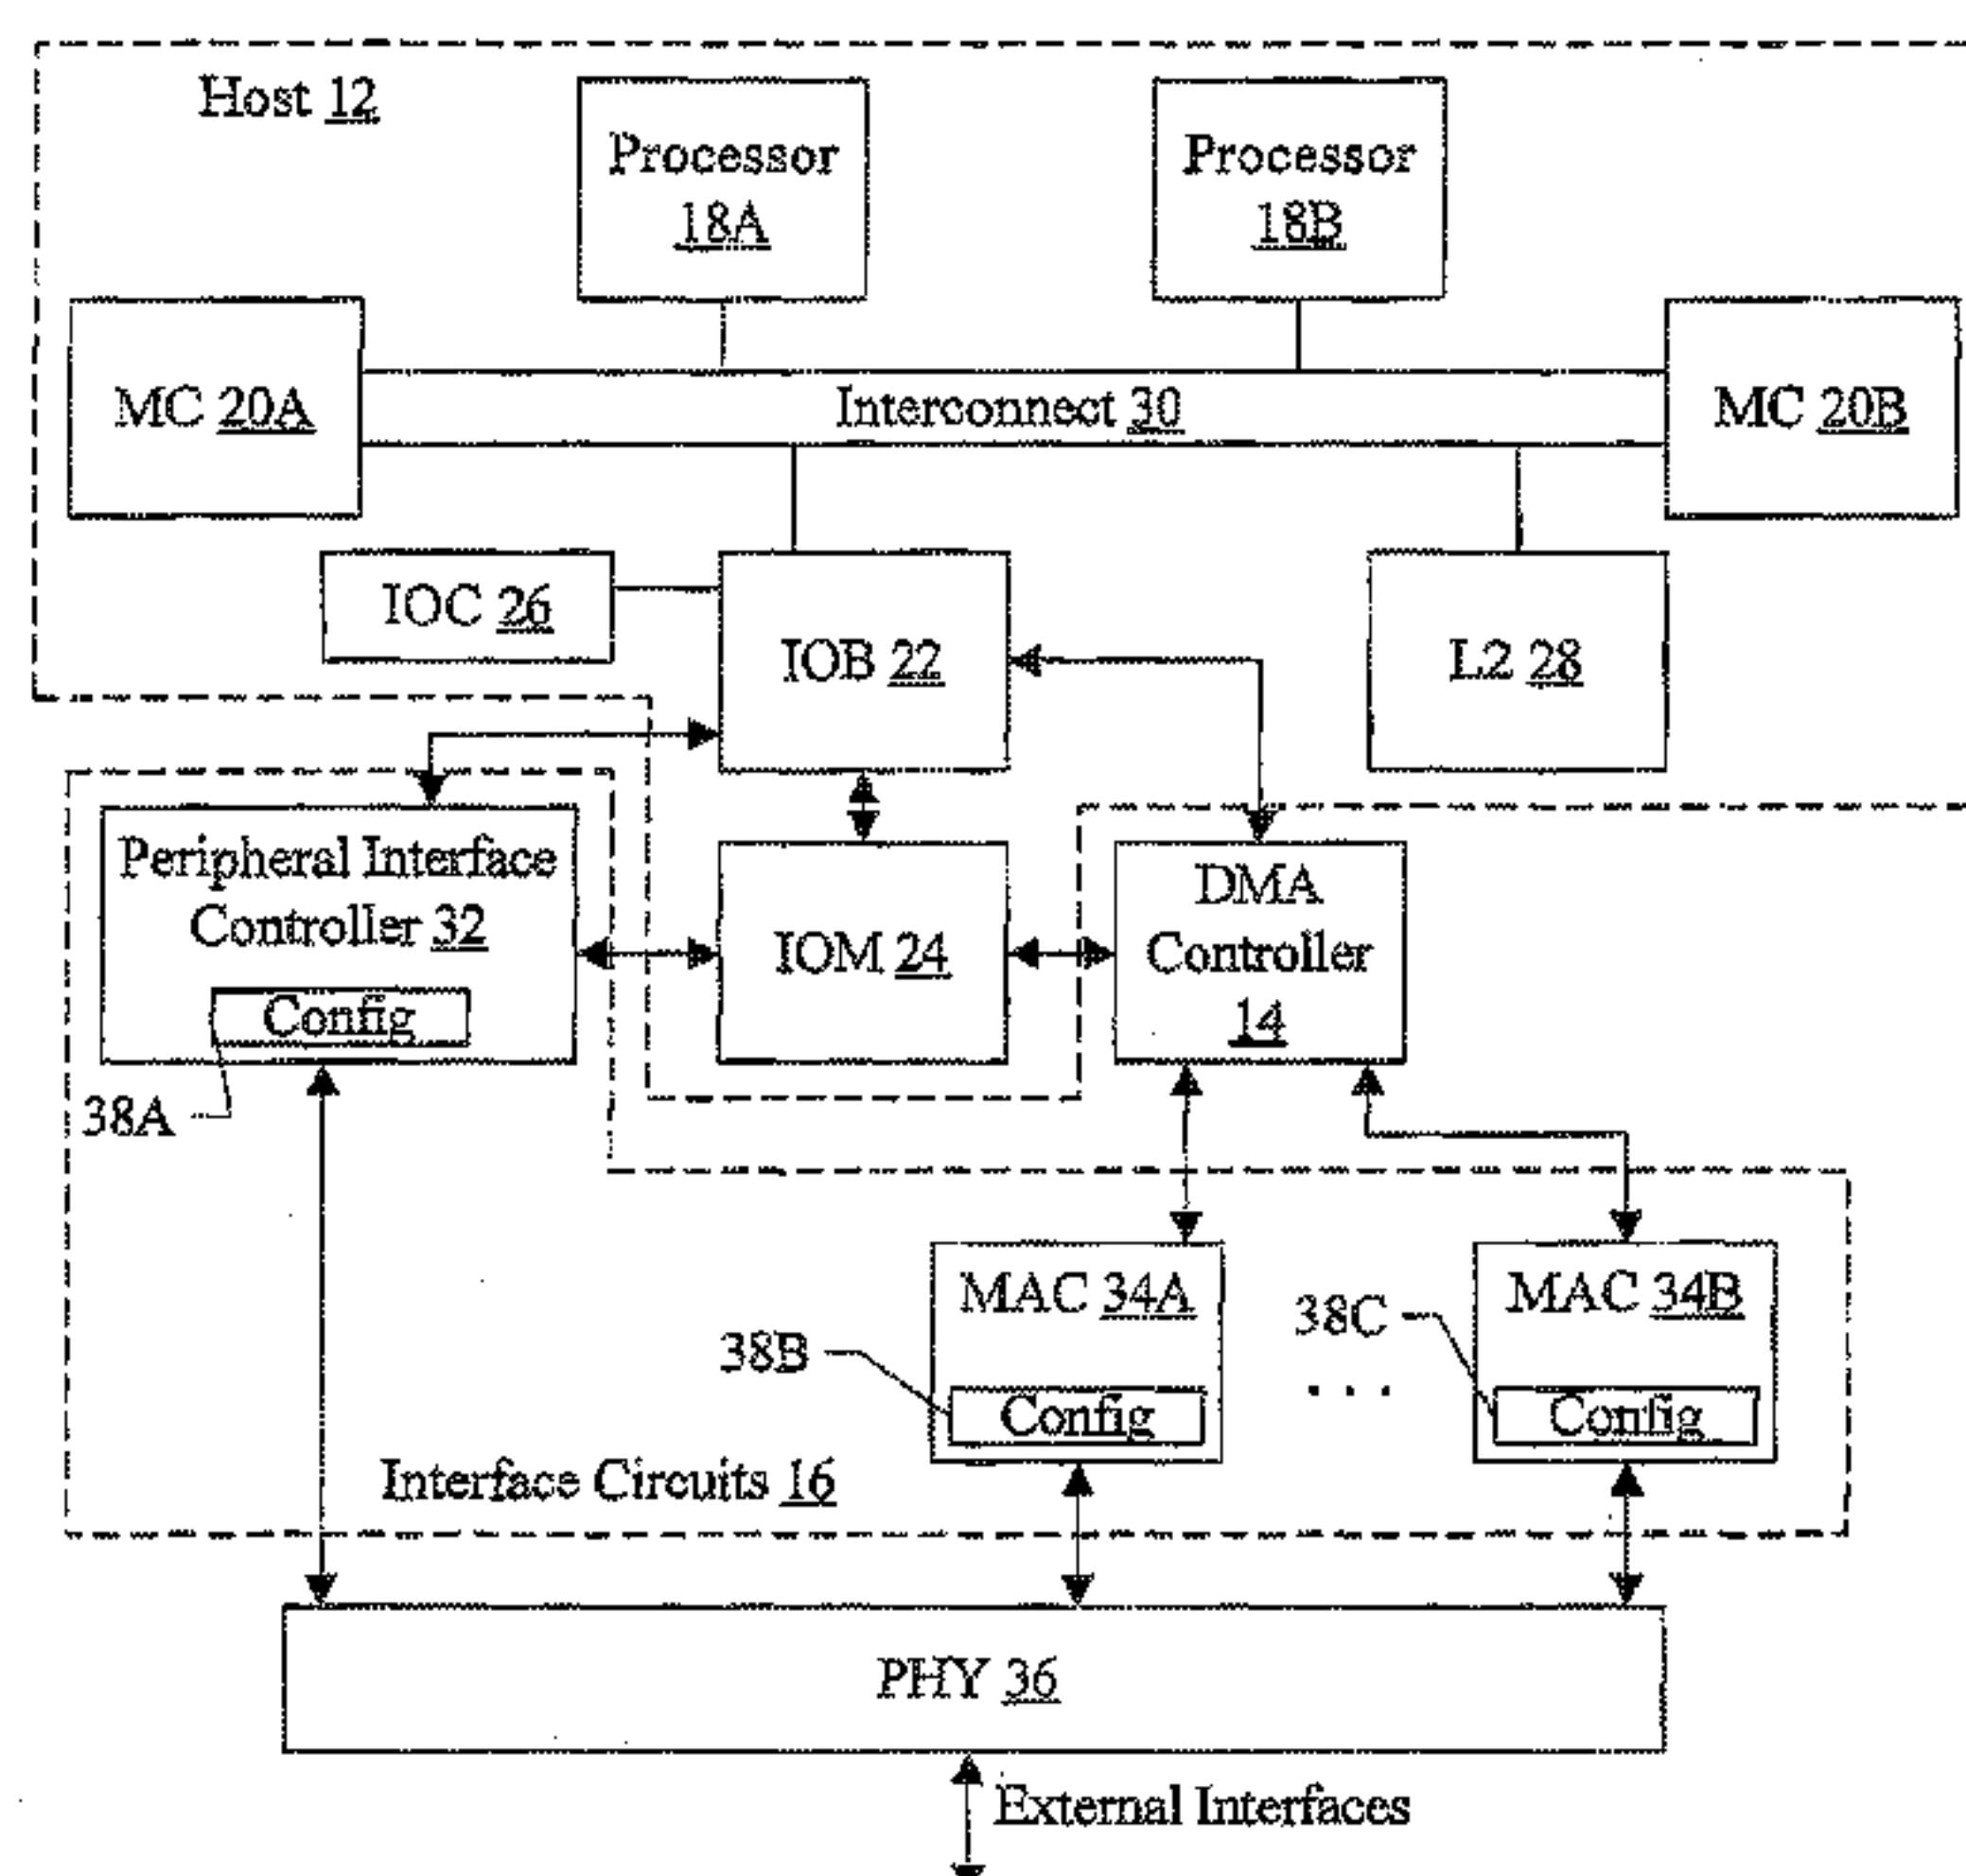 Host 12
Processor
18A
Processor
18B
MC 20A
Interconnect 30
MC 20B
IOC 26
IOB 22
L2 28
Peripheral Interface
Controller 32
Config
38A
IOM 24
DMA
Controller
14
MAC 34A
38B
Config
. . .
MAC 34B
38C
Config
Interface Circuits 16
PHY 36
External Interfaces